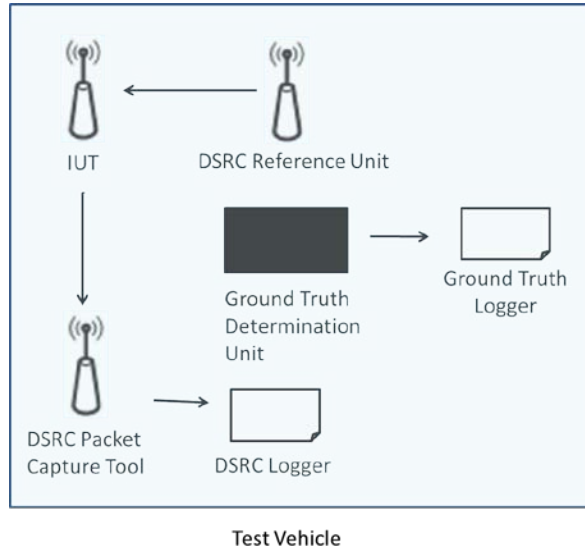 IUT
DSRC Reference Unit
Ground Truth
Determination
Unit
Ground Truth
Logger
DSRC Packet
Capture Tool
DSRC Logger
Test Vehicle